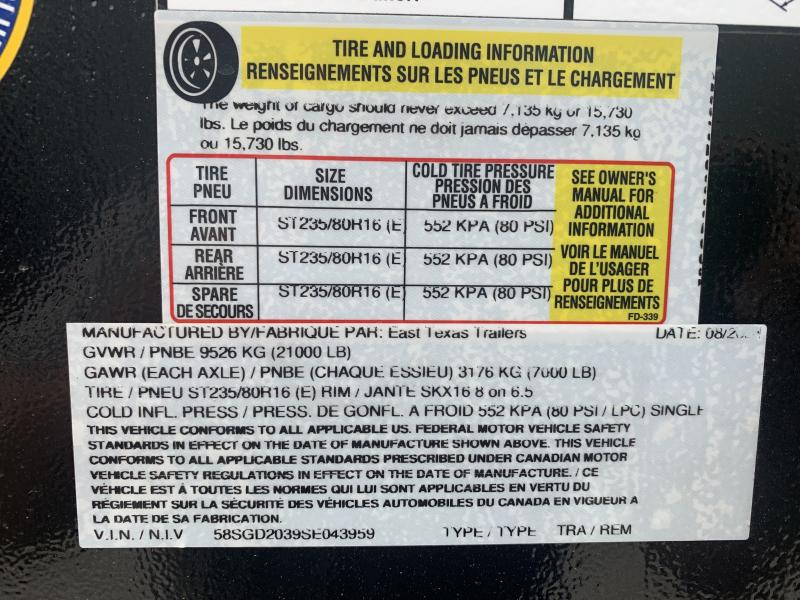 TIRE AND LOADING INFORMATION
RENSEIGNEMENTS SUR LES PNEUS ET LE CHARGEMENT
The weight of cargo should never exceed 7,135 kg or 15,730
lbs. Le poids du chargement ne doit jamais dépasser 7,135 kg
ou 15,730 lbs.
TIRE PNEU SIZE DIMENSIONS COLD TIRE PRESSURE PRESSION DES PNEUS A FROID
FRONT AVANT ST235/80R16 (E) 552 KPA (80 PSI)
REAR ARRIÈRE ST235/80R16 (E) 552 KPA (80 PSI)
SPARE DE SECOURS ST235/80R16 (E) 552 KPA (80 PSI)
SEE OWNER'S
MANUAL FOR
ADDITIONAL
INFORMATION
VOIR LE MANUEL
DE L'USAGER
POUR PLUS DE
RENSEIGNEMENTS
FD-339
MANUFACTURED BY/FABRIQUE PAR: East Texas Trailers DATE: 08/
GVWR / PNBE 9526 KG (21000 LB)
GAWR (EACH AXLE) / PNBE (CHAQUE ESSIEU) 3176 KG (7000 LB)
TIRE / PNEU ST235/80R16 (E) RIM / JANTE SKX16 8 on 6.5
COLD INFL. PRESS / PRESS. DE GONFL. A FROID 552 KPA (80 PSI / LPC) SINGLE
THIS VEHICLE CONFORMS TO ALL APPLICABLE US. FEDERAL MOTOR VEHICLE SAFETY
STANDARDS IN EFFECT ON THE DATE OF MANUFACTURE SHOWN ABOVE. THIS VEHICLE
CONFORMS TO ALL APPLICABLE STANDARDS PRESCRIBED UNDER CANADIAN MOTOR
VEHICLE SAFETY REGULATIONS IN EFFECT ON THE DATE OF MANUFACTURE. / CE
VÉHICLE EST À TOUTES LES NORMES QUI LUI SONT APPLICABLES EN VERTU DU
RÉGIEMENT SUR LA SÉCURITÉ DES VÉHICLES AUTOMOBILES DU CANADA EN VIGUEUR A
LA DATE DE SA FABRICATION.
V.I.N. / N.I.V 58SGD2039SE043959 TYPE / TYPE TRA / REM